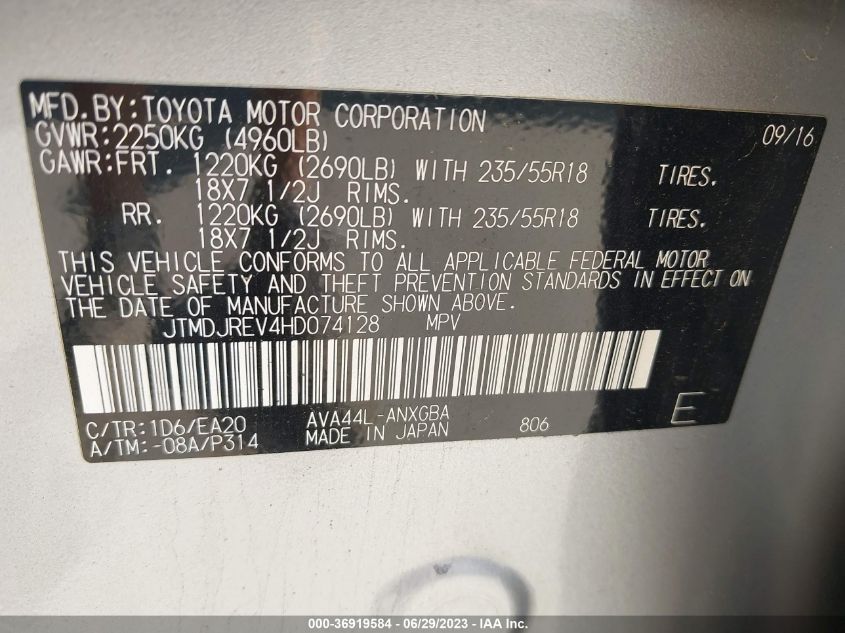 MFD.BY:TOYOTA MOTOR CORPORATION 09/16
GVWR:2250KG (4960LB)
GAWR:FRT. 1220KG (2690LB) WITH 235/55R18 TIRES.
18X7 1/2J RIMS.
RR. 1220KG (2690LB) WITH 235/55R18 TIRES.
18X7 1/2J RIMS.
THIS VEHICLE CONFORMS TO ALL APPLICABLE FEDERAL MOTOR
VEHICLE SAFETY AND THEFT PREVENTION STANDARDS IN EFFECT ON
THE DATE OF MANUFACTURE SHOWN ABOVE.
JTMDJREV4HD074128 MPV
C/TR:1D6/EA20 AVA44L-ANXGBA
A/TM:-08A/P314 MADE IN JAPAN 806 E
000-36919584 - 06/29/2023 - IAA Inc.